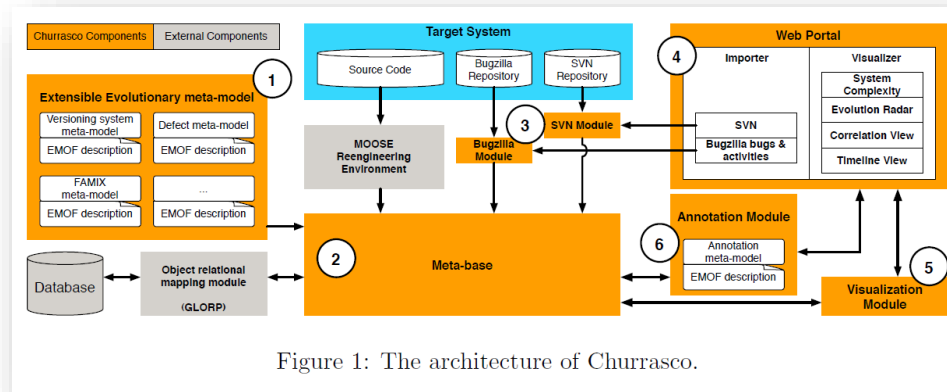 Churrasco Components
External Components
Target System
Source Code
Bugzilla
Repository
SVN
Repository
Web Portal
4
Importer
Visualizer
System
Complexity
Evolution Radar
Correlation View
Timeline View
SVN
Bugzilla bugs &
activities
1
Extensible Evolutionary meta-model
Versioning system
meta-model
EMOF description
Defect meta-model
EMOF description
FAMIX
meta-model
EMOF description
...
EMOF description
MOOSE
Reengineering
Environment
3
SVN Module
Bugzilla
Module
2
Meta-base
Annotation Module
6
Annotation
meta-model
EMOF description
5
Visualization
Module
Database
Object relational
mapping module
(GLORP)
Figure 1: The architecture of Churrasco.